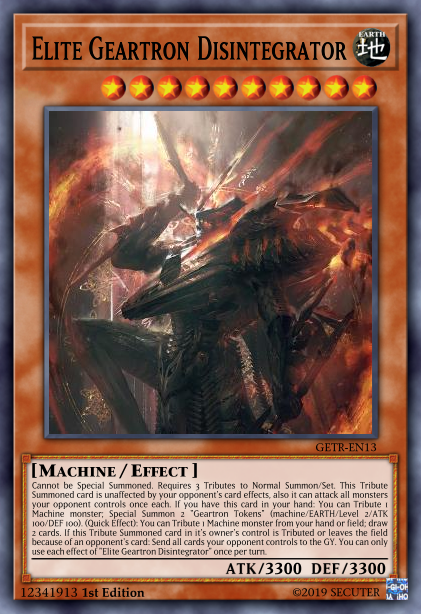 ELITE GEARTRON DISINTEGRATOR
EARTH
地
GETR-EN13
[MACHINE / EFFECT ]
Cannot be Special Summoned. Requires 3 Tributes to Normal Summon/Set. This Tribute
Summoned card is unaffected by your opponent's card effects, also it can attack all monsters
your opponent controls once each. If you have this card in your hand: You can Tribute 1
Machine monster; Special Summon 2 "Geartron Tokens" (machine/EARTH/Level 2/ATK
100/DEF 100). (Quick Effect): You can Tribute 1 Machine monster from your hand or field; draw
2 cards. If this Tribute Summoned card in it's owner's control is Tributed or leaves the field
because of an opponent's card: Send all cards your opponent controls to the GY. You can only
use each effect of "Elite Geartron Disintegrator" once per turn.
ATK/3300 DEF/3300
12341913 1st Edition
©2019 SECUTER